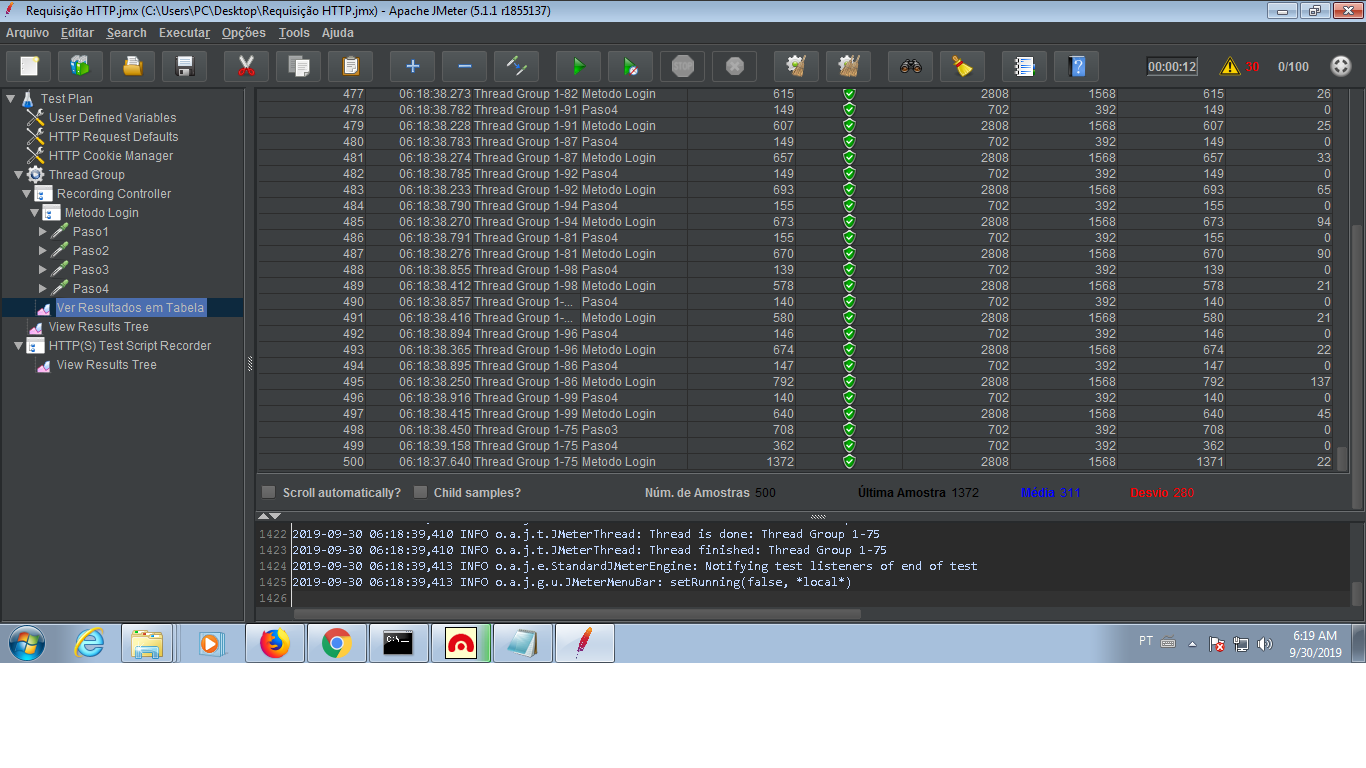 Requisição HTTP.jmx (C:\Users\PC\Desktop\Requisição HTTP.jmx) - Apache JMeter (5.1.1 r1855137)
Arquivo Editar Search Executar Opções Tools Ajuda
STOP 00:00:12 30 0/100
Test Plan
User Defined Variables
HTTP Request Defaults
HTTP Cookie Manager
Thread Group
Recording Controller
Metodo Login
Paso1
Paso2
Paso3
Paso4
Ver Resultados em Tabela
View Results Tree
HTTP(S) Test Script Recorder
View Results Tree
477 06:18:38.273 Thread Group 1-82 Metodo Login 615 2808 1568 615 26
478 06:18:38.782 Thread Group 1-91 Paso4 149 702 392 149 0
479 06:18:38.228 Thread Group 1-91 Metodo Login 607 2808 1568 607 25
480 06:18:38.783 Thread Group 1-87 Paso4 149 702 392 149 0
481 06:18:38.274 Thread Group 1-87 Metodo Login 657 2808 1568 657 33
482 06:18:38.785 Thread Group 1-92 Paso4 149 702 392 149 0
483 06:18:38.233 Thread Group 1-92 Metodo Login 693 2808 1568 693 65
484 06:18:38.790 Thread Group 1-94 Paso4 155 702 392 155 0
485 06:18:38.270 Thread Group 1-94 Metodo Login 673 2808 1568 673 94
486 06:18:38.791 Thread Group 1-81 Paso4 155 702 392 155 0
487 06:18:38.276 Thread Group 1-81 Metodo Login 670 2808 1568 670 90
488 06:18:38.855 Thread Group 1-98 Paso4 139 702 392 139 0
489 06:18:38.412 Thread Group 1-98 Metodo Login 578 2808 1568 578 21
490 06:18:38.857 Thread Group 1-... Paso4 140 702 392 140 0
491 06:18:38.416 Thread Group 1-... Metodo Login 580 2808 1568 580 21
492 06:18:38.894 Thread Group 1-96 Paso4 146 702 392 146 0
493 06:18:38.365 Thread Group 1-96 Metodo Login 674 2808 1568 674 22
494 06:18:38.895 Thread Group 1-86 Paso4 147 702 392 147 0
495 06:18:38.250 Thread Group 1-86 Metodo Login 792 2808 1568 792 137
496 06:18:38.916 Thread Group 1-99 Paso4 140 702 392 140 0
497 06:18:38.415 Thread Group 1-99 Metodo Login 640 2808 1568 640 45
498 06:18:38.450 Thread Group 1-75 Paso3 708 702 392 708 0
499 06:18:39.158 Thread Group 1-75 Paso4 362 702 392 362 0
500 06:18:37.640 Thread Group 1-75 Metodo Login 1372 2808 1568 1371 22
Scroll automatically? Child samples? Núm. de Amostras 500 Última Amostra 1372 Média 311 Desvio 280
1422 2019-09-30 06:18:39,410 INFO o.a.j.t.JMeterThread: Thread is done: Thread Group 1-75
1423 2019-09-30 06:18:39,410 INFO o.a.j.t.JMeterThread: Thread finished: Thread Group 1-75
1424 2019-09-30 06:18:39,413 INFO o.a.j.e.StandardJMeterEngine: Notifying test listeners of end of test
1425 2019-09-30 06:18:39,413 INFO o.a.j.g.u.JMeterMenuBar: setRunning(false, *local*)
1426
C:\.
PT
6:19 AM
9/30/2019